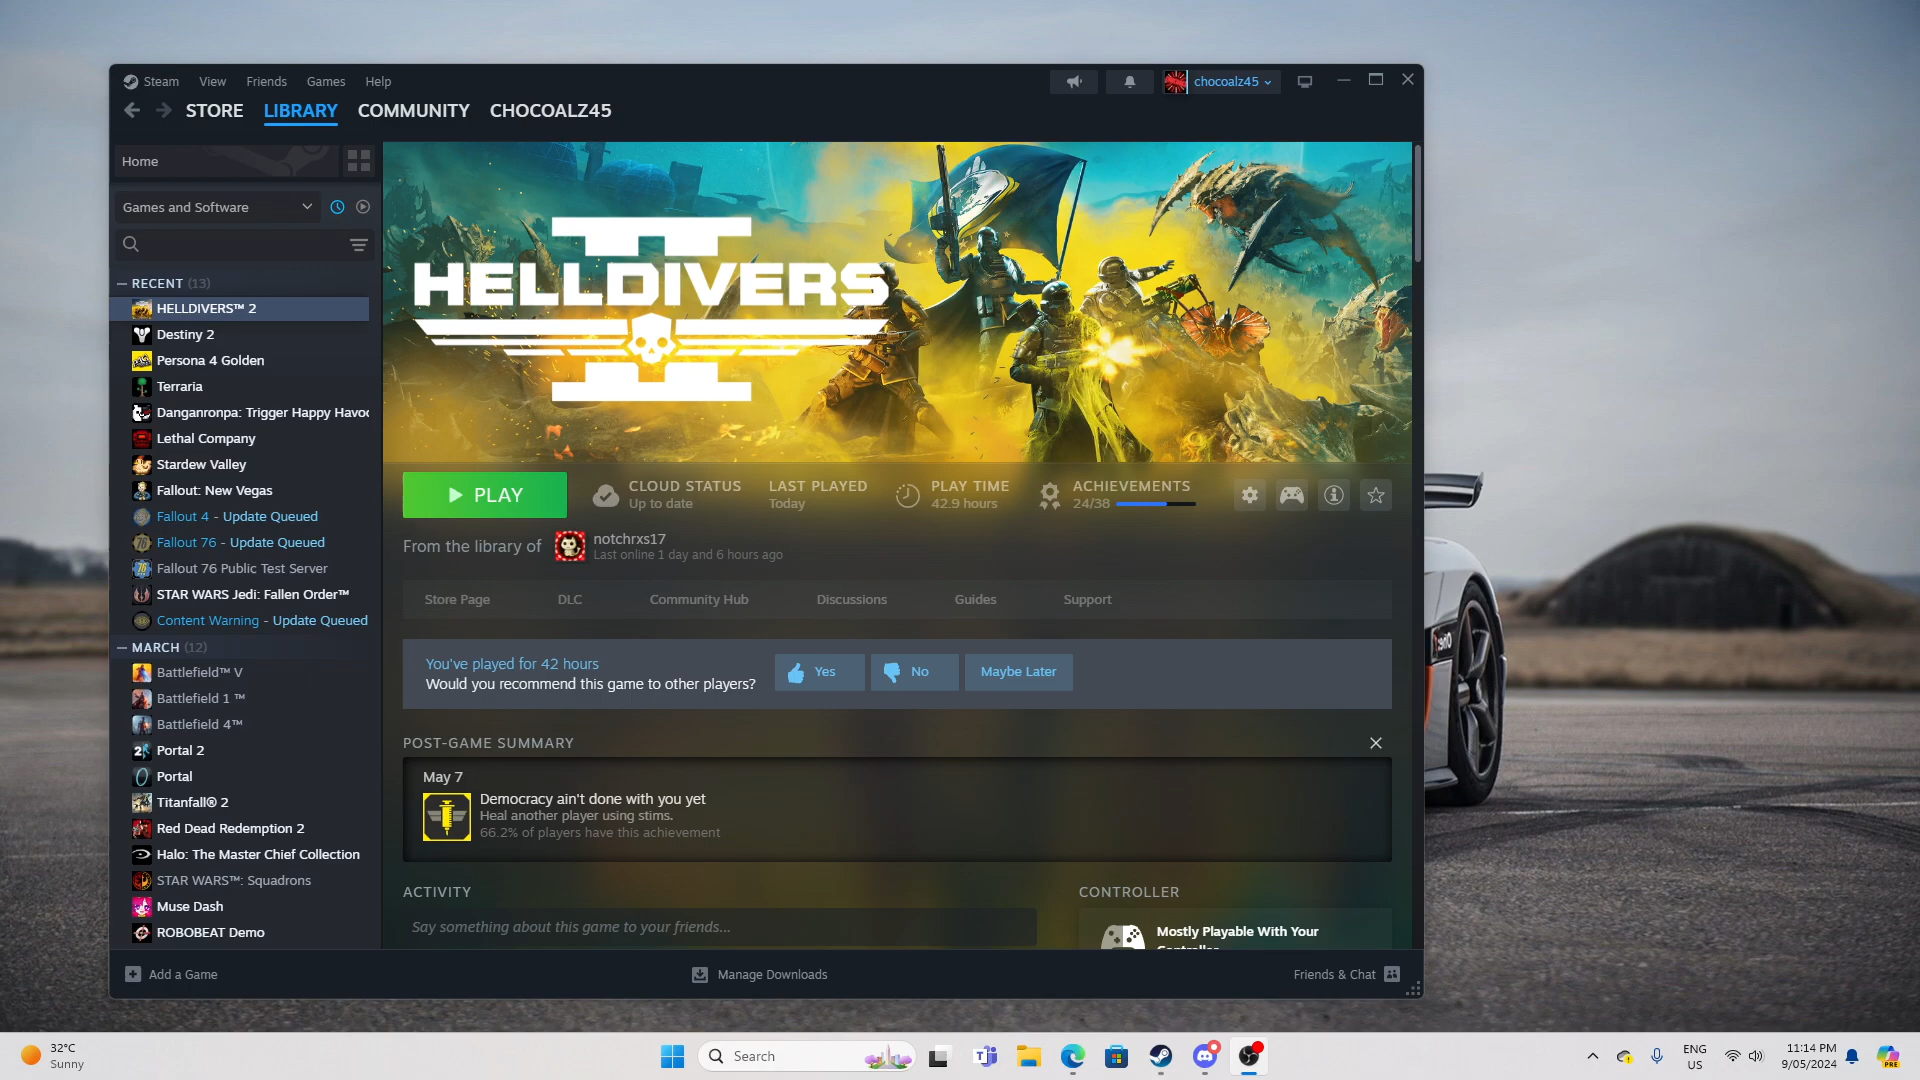 Steam View Friends Games Help
chocoalz45
STORE LIBRARY COMMUNITY CHOCOALZ45
Home
Games and Software
RECENT (13)
HELLDIVERS™ 2
Destiny 2
Persona 4 Golden
Terraria
Danganronpa: Trigger Happy Havoc
Lethal Company
Stardew Valley
Fallout: New Vegas
Fallout 4 - Update Queued
Fallout 76 - Update Queued
Fallout 76 Public Test Server
STAR WARS Jedi: Fallen Order™
Content Warning - Update Queued
MARCH (12)
Battlefield™ V
Battlefield 1 ™
Battlefield 4™
Portal 2
Portal
Titanfall® 2
Red Dead Redemption 2
Halo: The Master Chief Collection
STAR WARS™: Squadrons
Muse Dash
ROBOBEAT Demo
II
HELLDIVERS
PLAY
CLOUD STATUS
Up to date
LAST PLAYED
Today
PLAY TIME
42.9 hours
ACHIEVEMENTS
24/38
From the library of
notchrxs17
Last online 1 day and 6 hours ago
Store Page DLC Community Hub Discussions Guides Support
You've played for 42 hours
Would you recommend this game to other players?
Yes No Maybe Later
POST-GAME SUMMARY
May 7
Democracy ain't done with you yet
Heal another player using stims.
66.2% of players have this achievement
ACTIVITY
Say something about this game to your friends...
CONTROLLER
Mostly Playable With Your
Controller
Add a Game
Manage Downloads
Friends & Chat
32°C
Sunny
Search
ENG
US
11:14 PM
9/05/2024
PRE